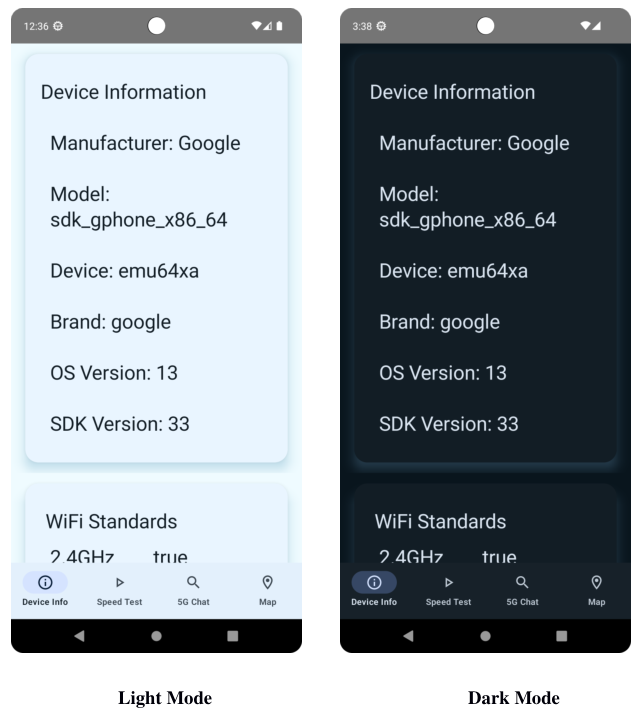 12:36
Device Information
Manufacturer: Google
Model:
sdk_gphone_x86_64
Device: emu64xa
Brand: google
OS Version: 13
SDK Version: 33
WiFi Standards
2.4GHz true
Device Info Speed Test 5G Chat Map
Light Mode
3:38
Device Information
Manufacturer: Google
Model:
sdk_gphone_x86_64
Device: emu64xa
Brand: google
OS Version: 13
SDK Version: 33
WiFi Standards
2.4GHz true
Device Info Speed Test 5G Chat Map
Dark Mode